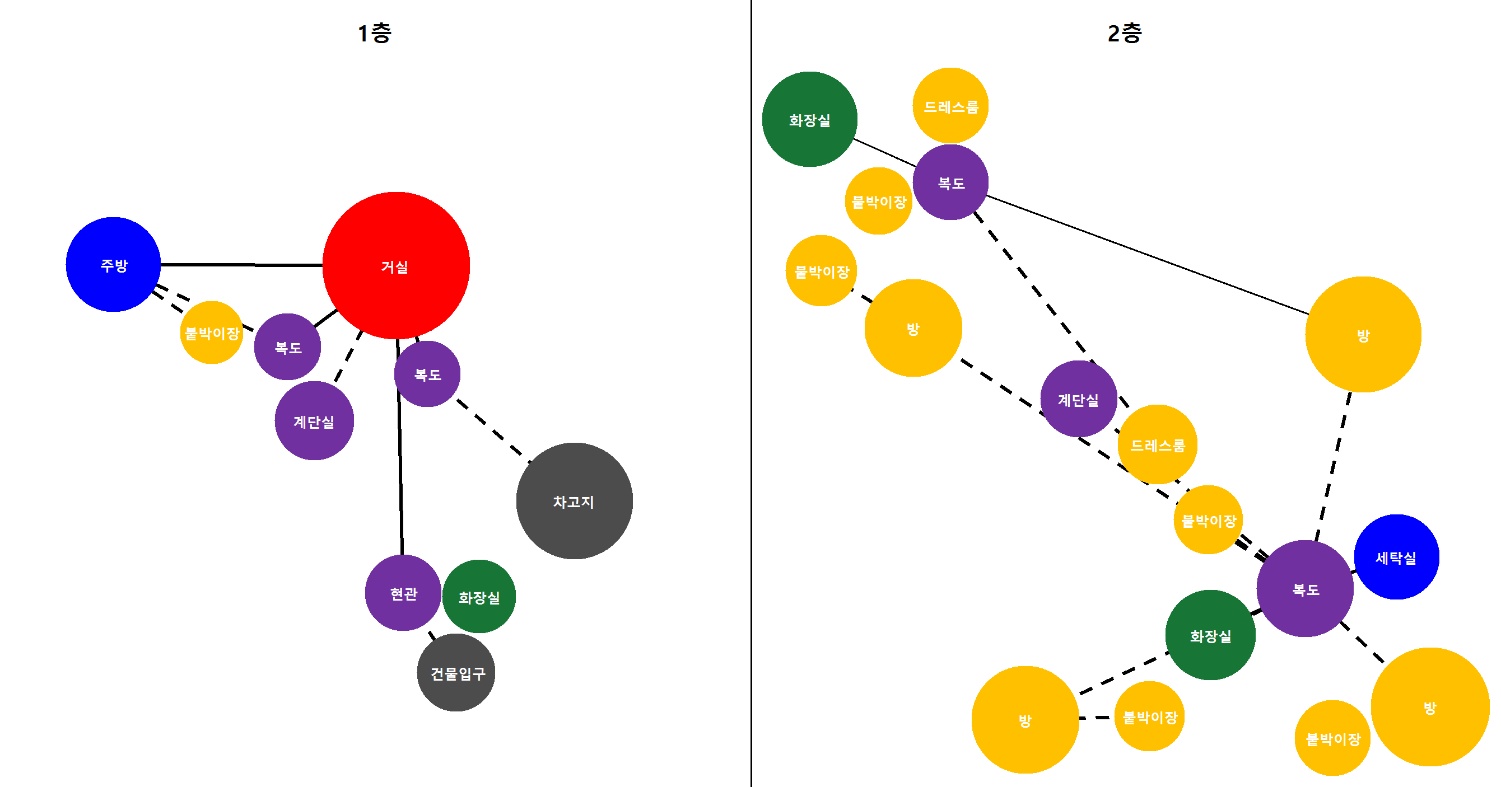 1층
주방
거실
붙박이장
복도
복도
계단실
차고지
현관
화장실
건물입구
2층
화장실
드레스룸
복도
붙박이장
붙박이장
방
방
계단실
드레스룸
붙박이장
세탁실
복도
화장실
방
붙박이장
방
붙박이장